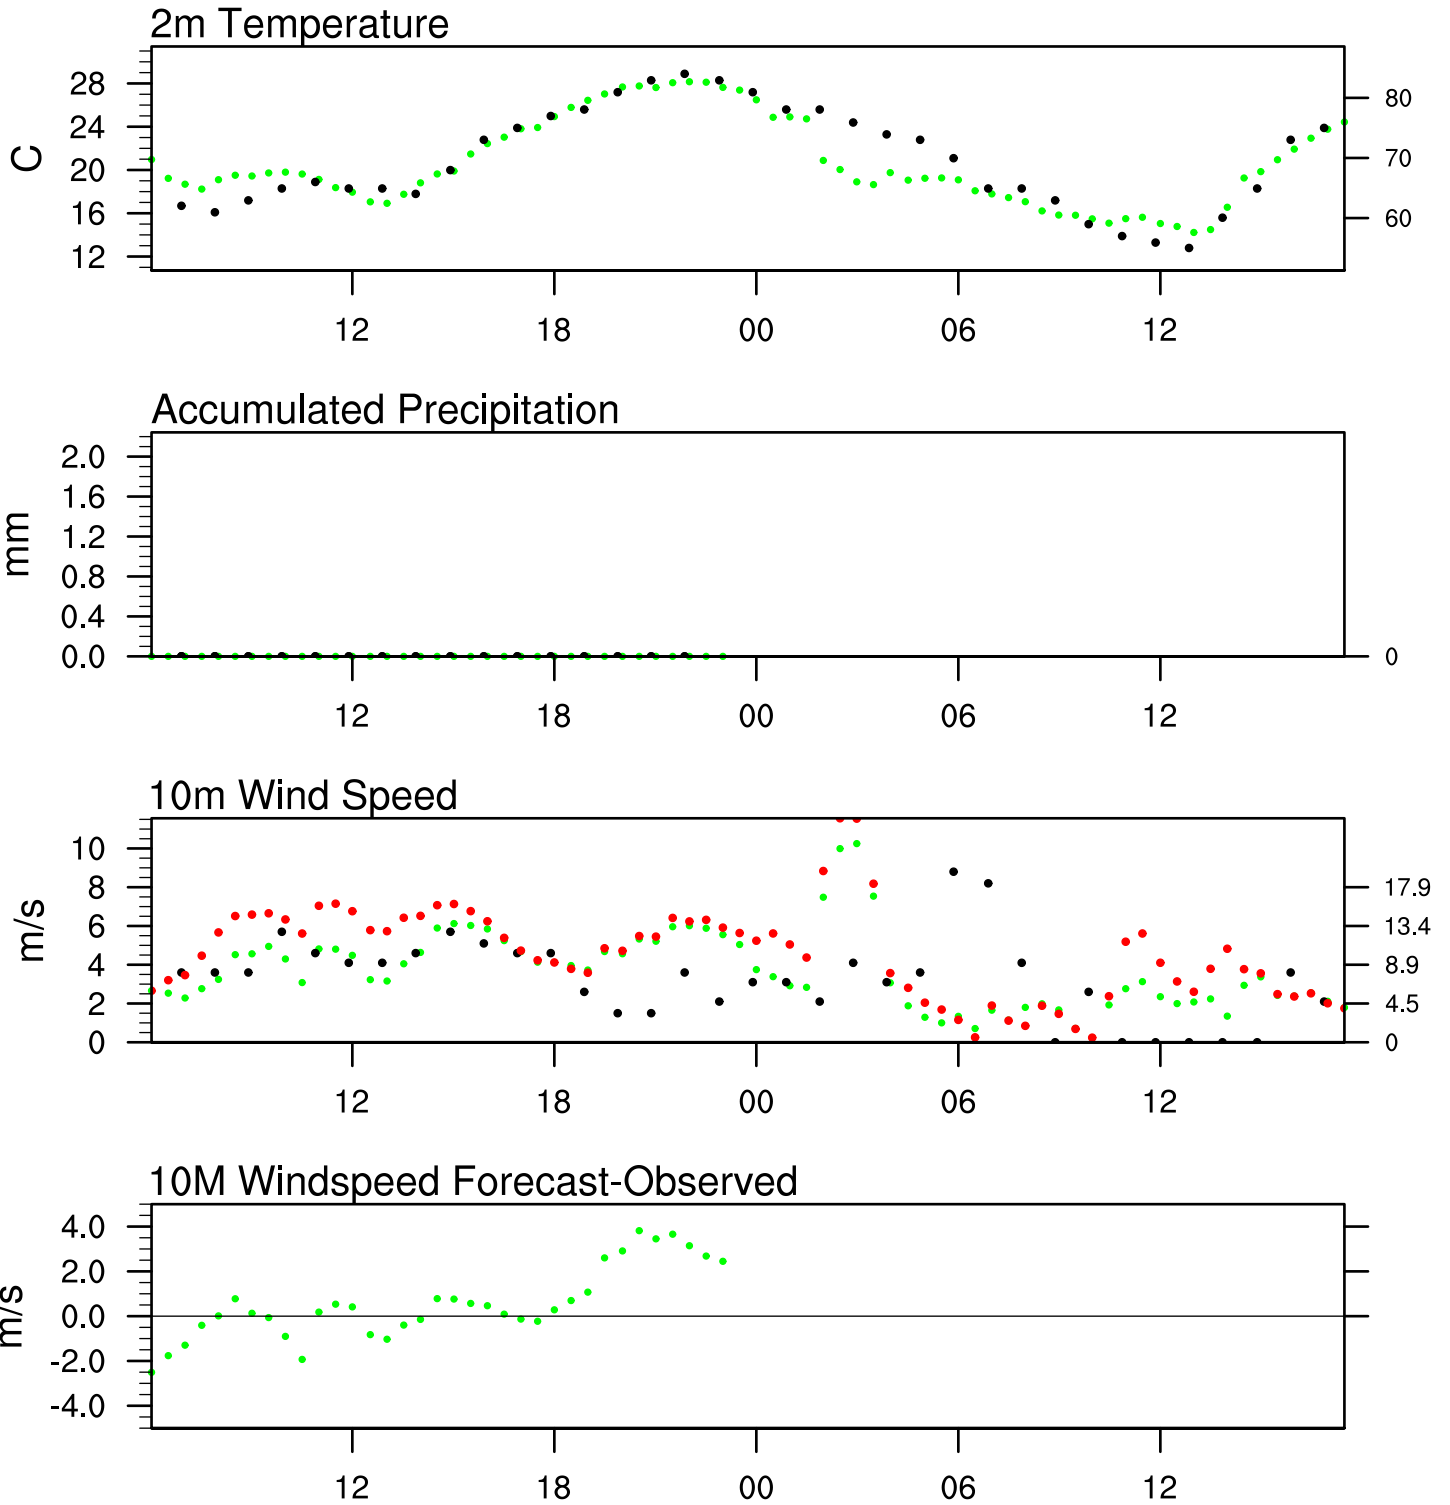 2m Temperature
28
24
20
16
12
C
80
70
60
12 18 00 06 12
Accumulated Precipitation
2.0
1.6
1.2
0.8
0.4
0.0
mm
0
12 18 00 06 12
10m Wind Speed
10
8
6
4
2
0
m/s
17.9
13.4
8.9
4.5
0
12 18 00 06 12
10M Windspeed Forecast-Observed
4.0
2.0
0.0
-2.0
-4.0
m/s
12 18 00 06 12